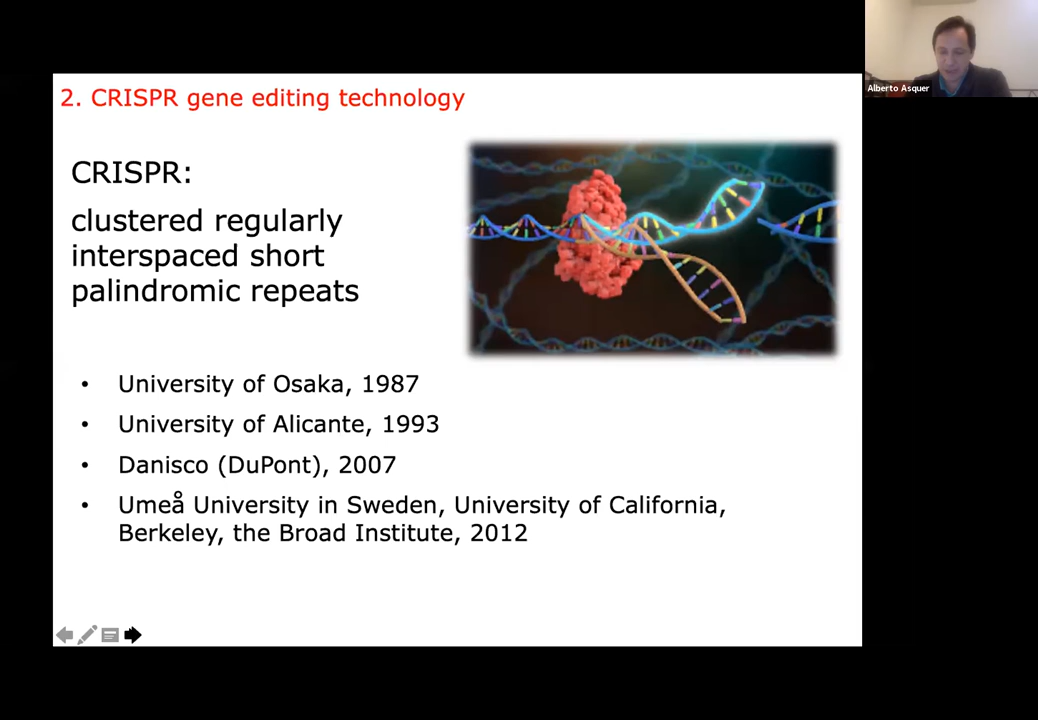 Alberto Asquer
2. CRISPR gene editing technology
CRISPR:
clustered regularly
interspaced short
palindromic repeats
• University of Osaka, 1987
• University of Alicante, 1993
• Danisco (DuPont), 2007
• Umeå University in Sweden, University of California,
Berkeley, the Broad Institute, 2012